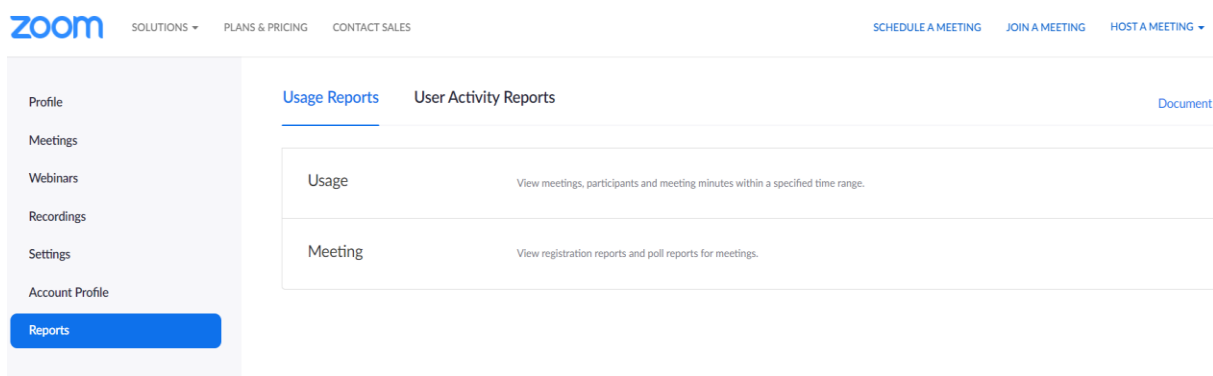 zoom SOLUTIONS PLANS & PRICING CONTACT SALES SCHEDULE A MEETING JOIN A MEETING HOST A MEETING
Profile
Meetings
Webinars
Recordings
Settings
Account Profile
Reports
Usage Reports User Activity Reports Document
Usage View meetings, participants and meeting minutes within a specified time range.
Meeting View registration reports and poll reports for meetings.